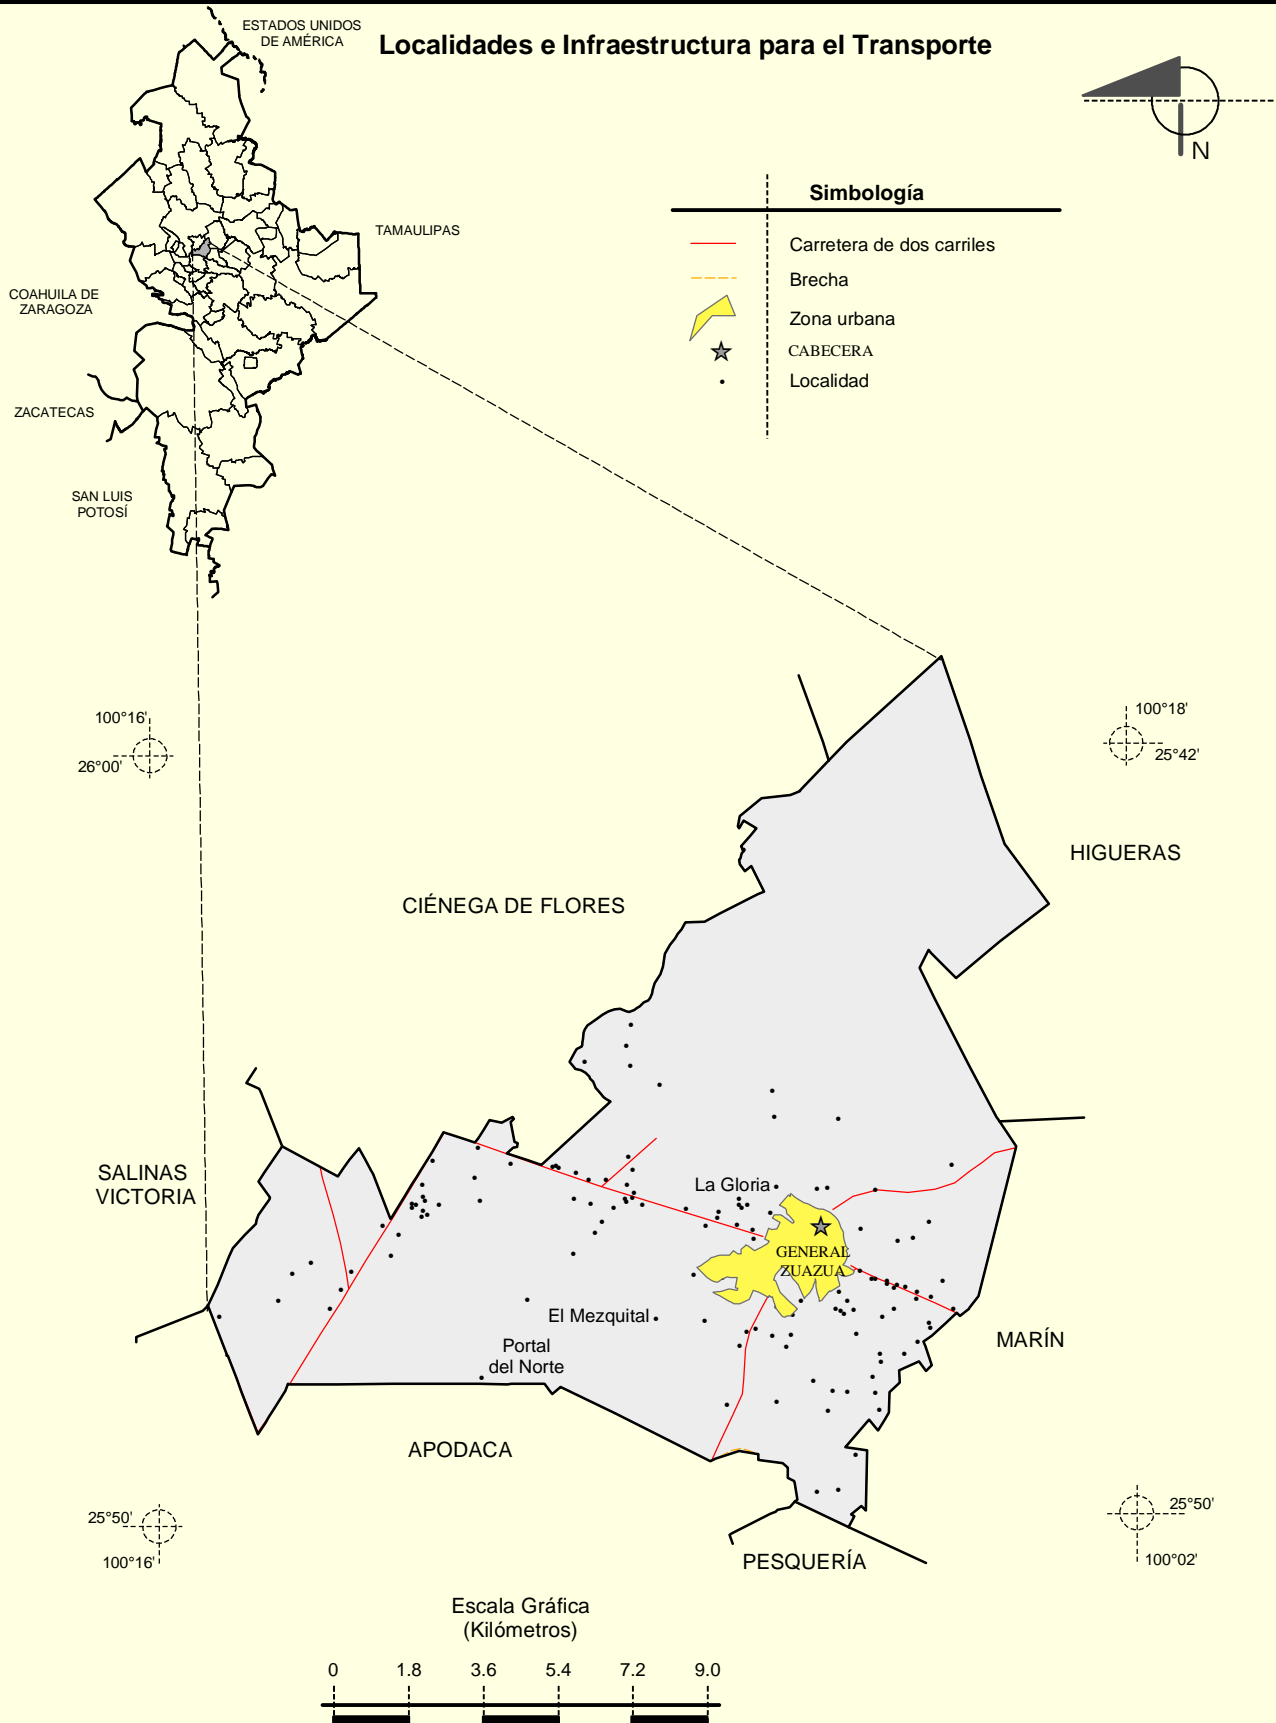 ESTADOS UNIDOS
DE AMÉRICA
Localidades e Infraestructura para el Transporte
N
Simbología
Carretera de dos carriles
Brecha
Zona urbana
CABECERA
Localidad
TAMAULIPAS
COAHUILA DE
ZARAGOZA
ZACATECAS
SAN LUIS
POTOSÍ
100°16'
26°00'
100°18'
25°42'
HIGUERAS
CIÉNEGA DE FLORES
SALINAS
VICTORIA
La Gloria
GENERAL
ZUAZUA
El Mezquital
Portal
del Norte
MARÍN
APODACA
25°50'
100°16'
25°50'
100°02'
PESQUERÍA
Escala Gráfica
(Kilómetros)
0 1.8 3.6 5.4 7.2 9.0